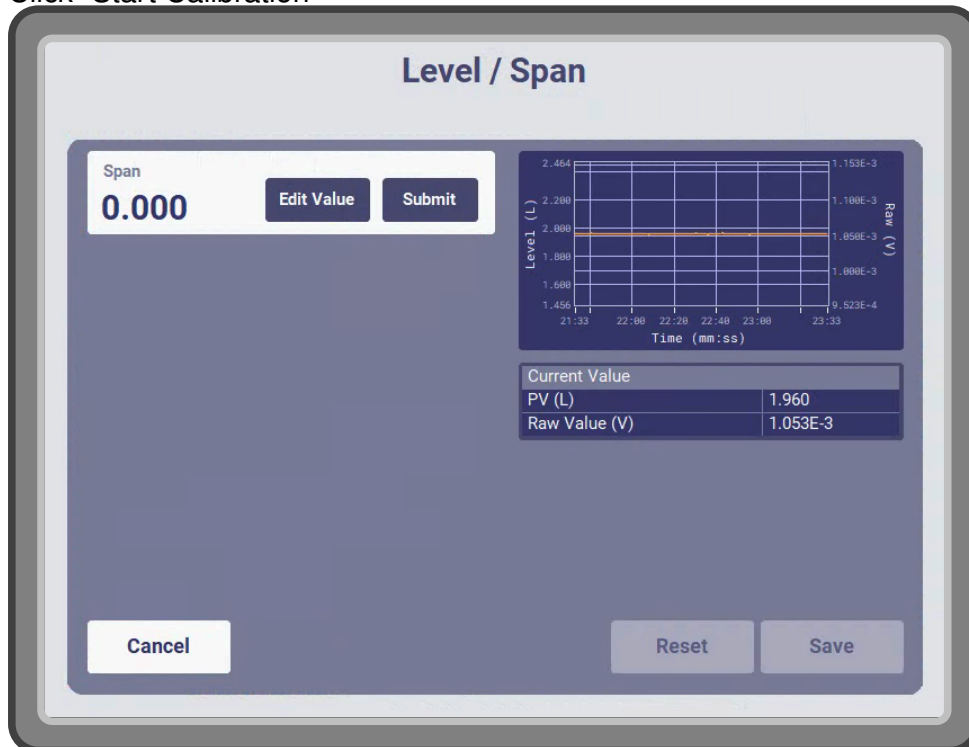 Click "Start Calibration"
Level / Span
Span
0.000
Edit Value
Submit
2.464
2.200
2.000
1.800
1.600
1.456
Level (L)
1.153E-3
1.100E-3
1.050E-3
1.000E-3
9.523E-4
Raw (V)
21:33 22:00 22:20 22:40 23:00 23:33
Time (mm:ss)
Current Value
PV (L) 1.960
Raw Value (V) 1.053E-3
Cancel
Reset
Save